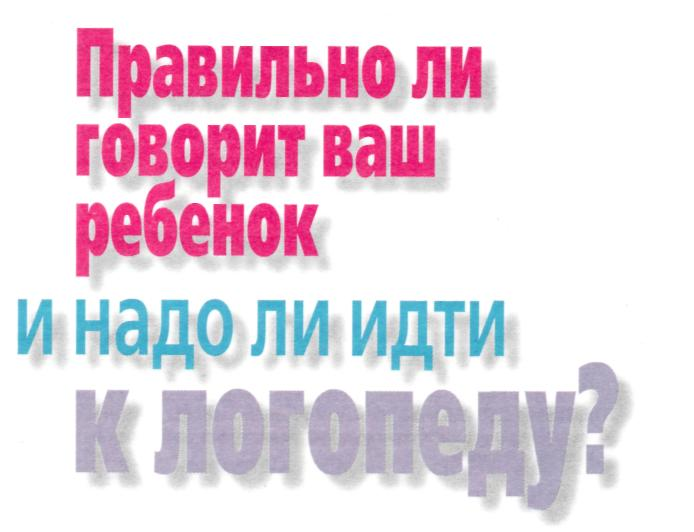 Правильно ли
говорит ваш
ребенок
и надо ли идти
к логопеду?